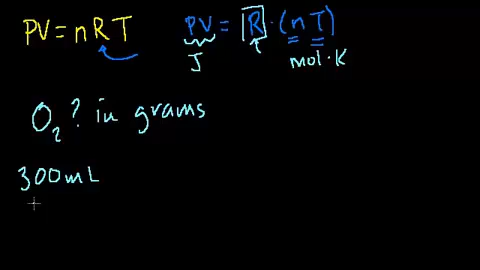 PV = nRT
PV = R · (nT)
J
mol · K
O₂ ? in grams
300mL